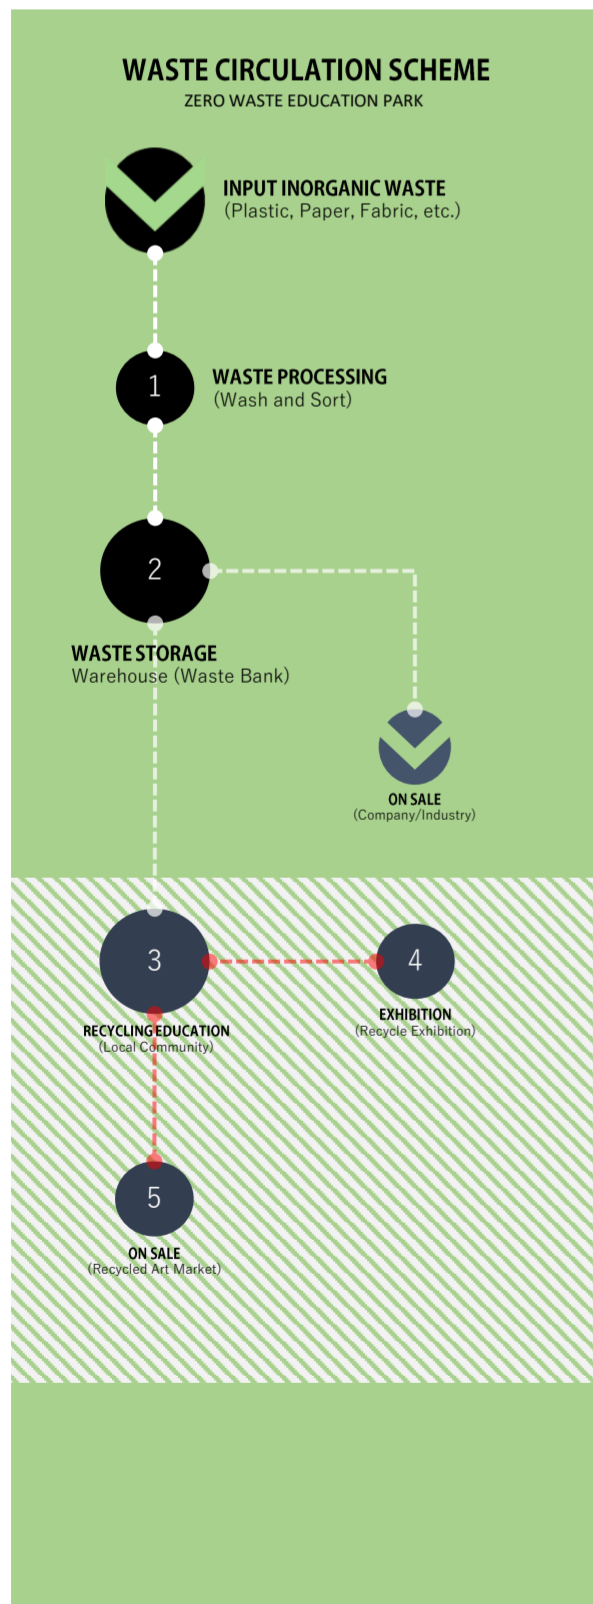 WASTE CIRCULATION SCHEME
ZERO WASTE EDUCATION PARK
INPUT INORGANIC WASTE
(Plastic, Paper, Fabric, etc.)
1
WASTE PROCESSING
(Wash and Sort)
2
WASTE STORAGE
Warehouse (Waste Bank)
ON SALE
(Company/Industry)
3
RECYCLING EDUCATION
(Local Community)
4
EXHIBITION
(Recycle Exhibition)
5
ON SALE
(Recycled Art Market)